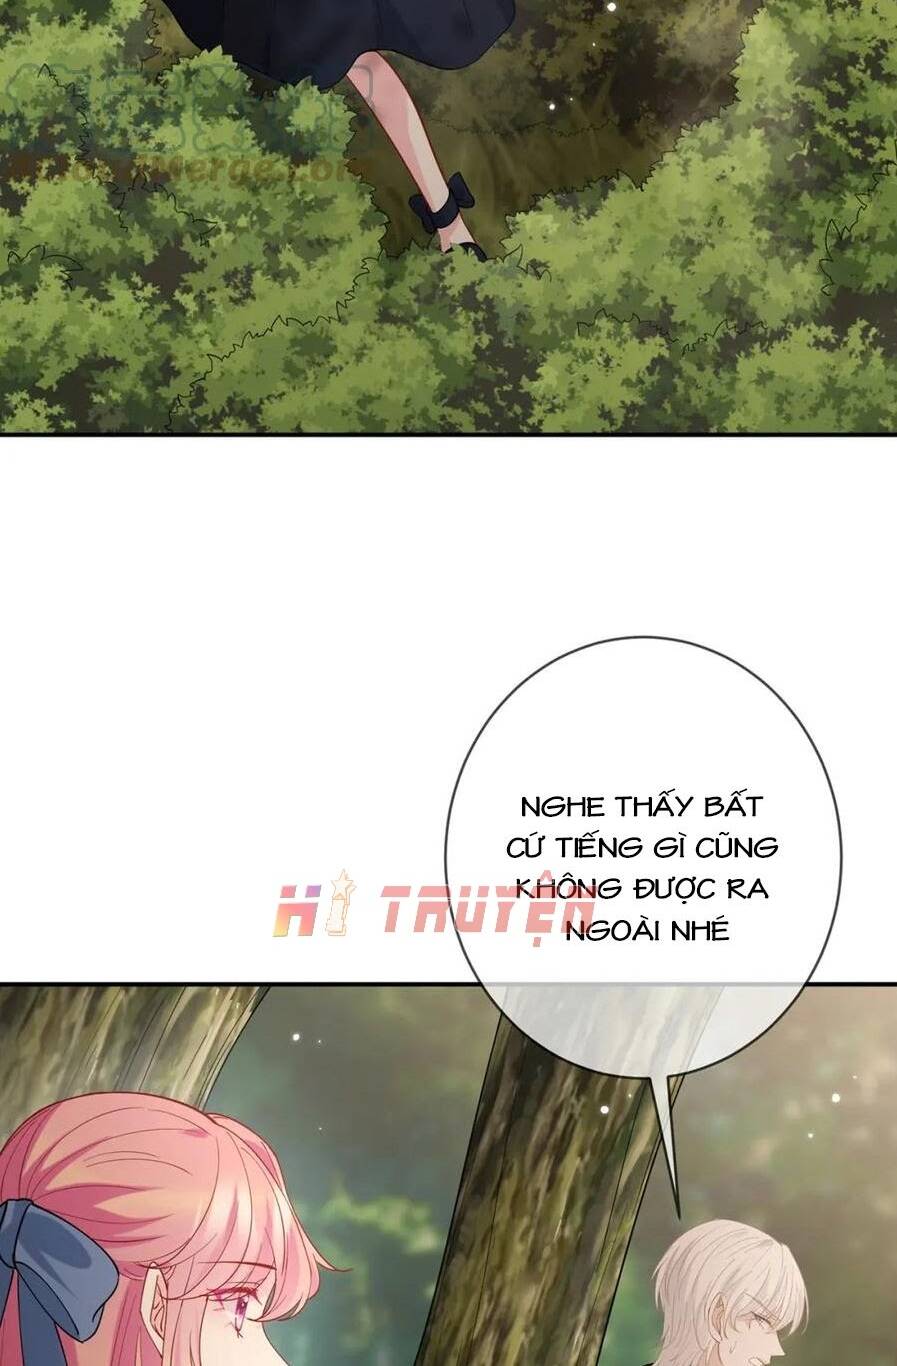 NGHE THẤY BẤT
CỨ TIẾNG GÌ CŨNG
KHÔNG ĐƯỢC RA
HI TRUYỆN
NGOÀI NHÉ